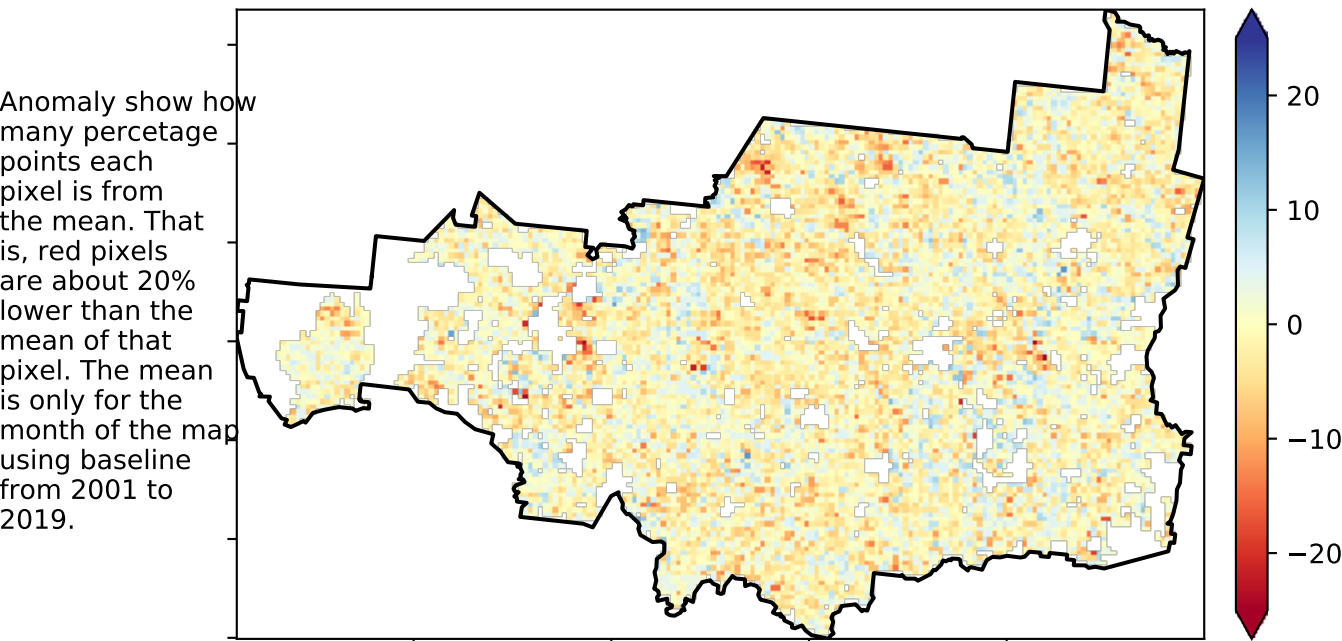 Anomaly show how
many percetage
points each
pixel is from
the mean. That
is, red pixels
are about 20%
lower than the
mean of that
pixel. The mean
is only for the
month of the map
using baseline
from 2001 to
2019.
20
10
0
−10
−20